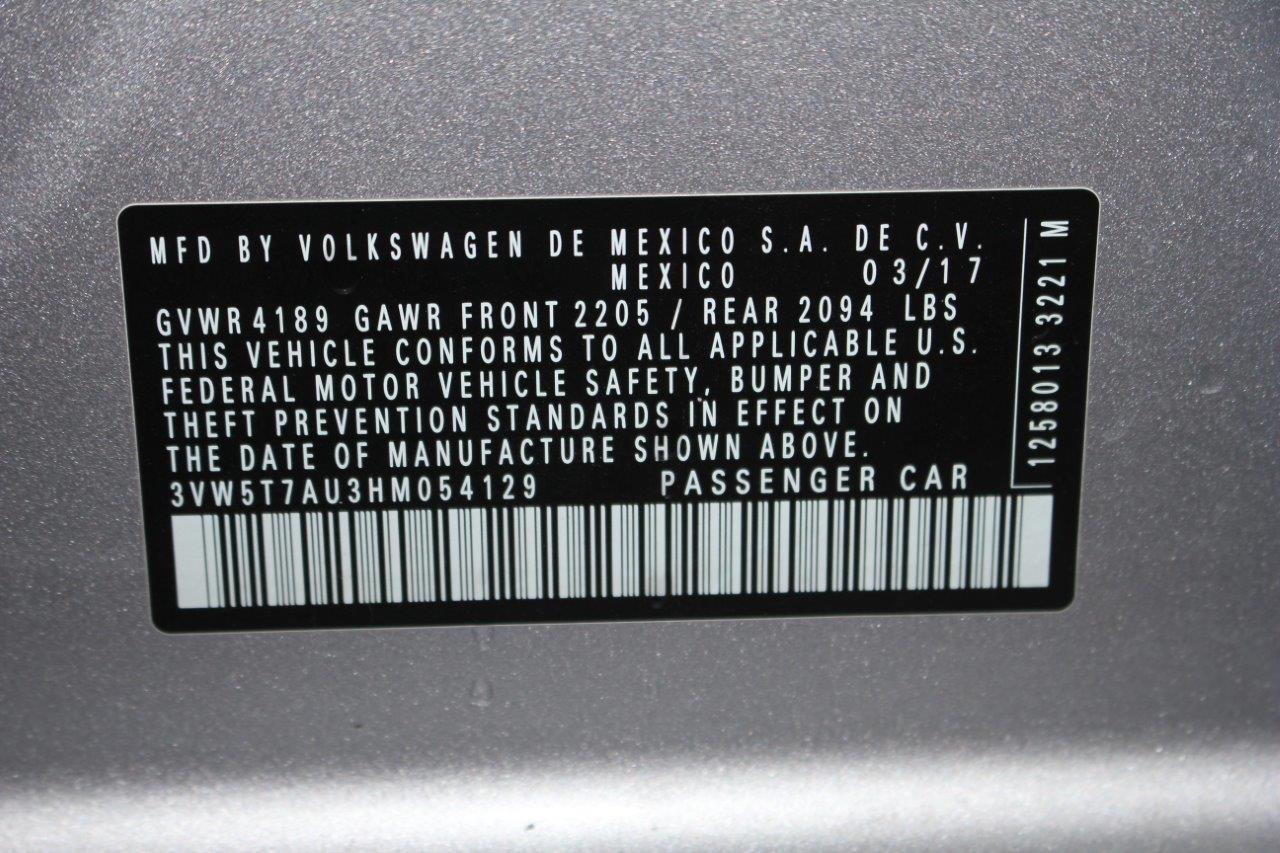 MFD BY VOLKSWAGEN DE MEXICO S.A. DE C.V.
MEXICO 03/17
GVWR 4189 GAWR FRONT 2205 / REAR 2094 LBS
THIS VEHICLE CONFORMS TO ALL APPLICABLE U.S.
FEDERAL MOTOR VEHICLE SAFETY, BUMPER AND
THEFT PREVENTION STANDARDS IN EFFECT ON
THE DATE OF MANUFACTURE SHOWN ABOVE.
3VW5T7AU3HM054129 PASSENGER CAR
1258013 3221 M